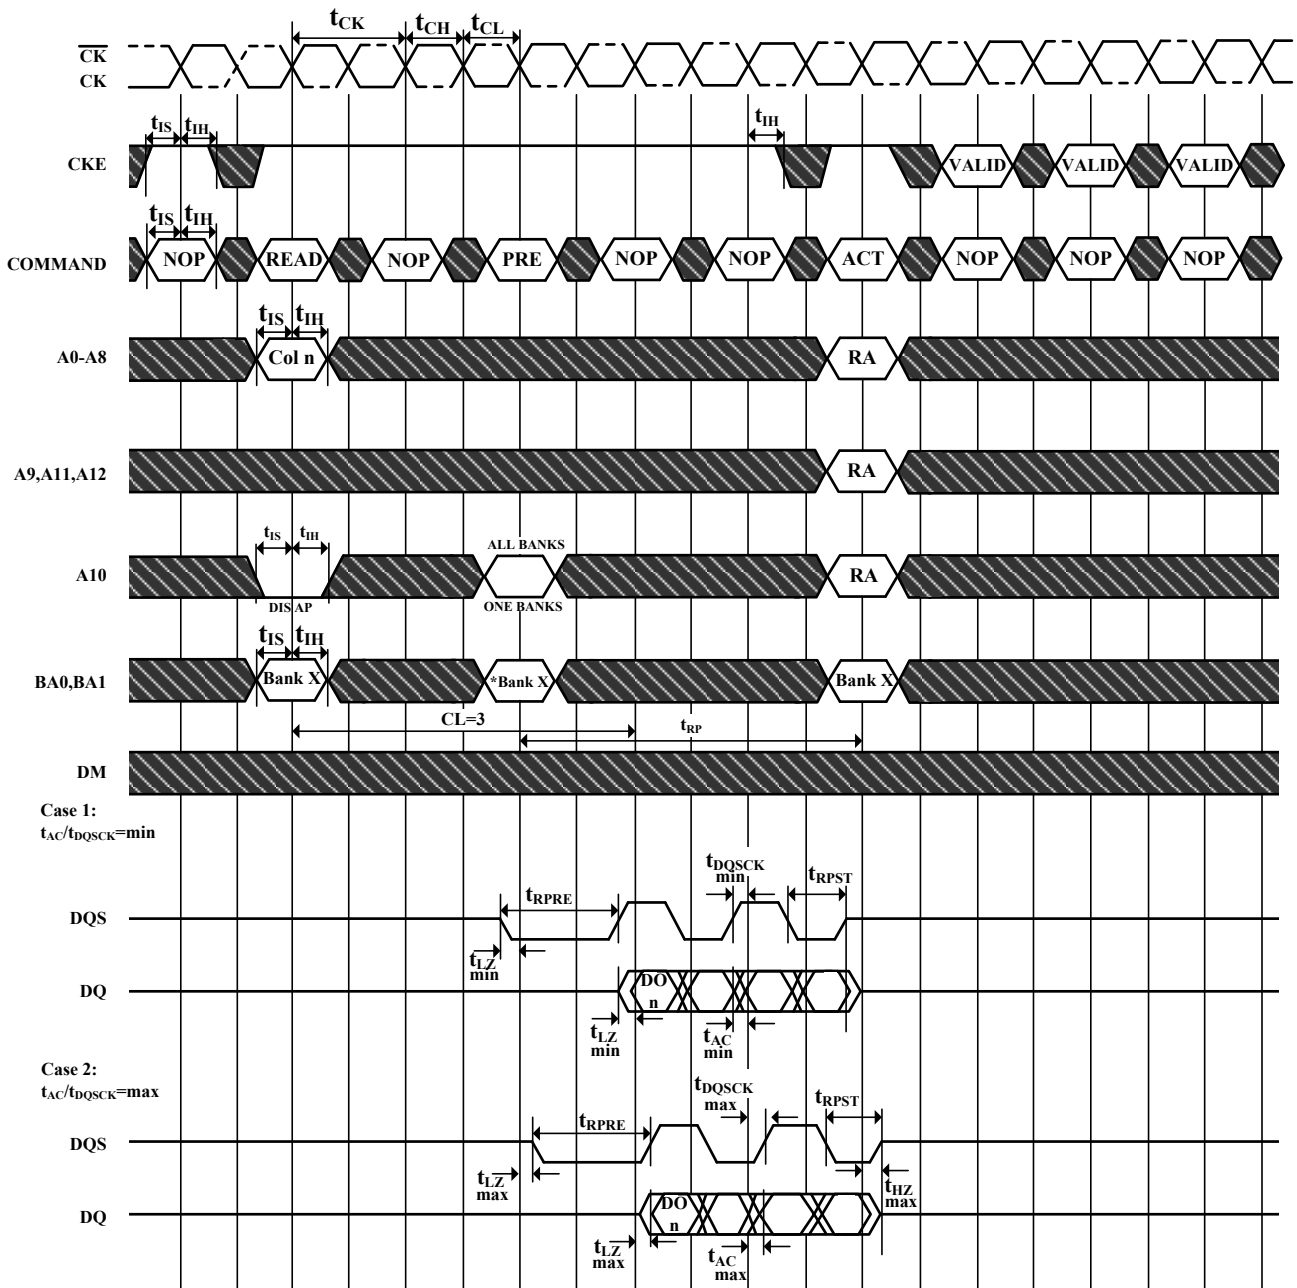 tCK tCH tCL
CK
CK
tIS tIH tIH
CKE VALID VALID VALID
tIS tIH
COMMAND NOP READ NOP PRE NOP NOP ACT NOP NOP NOP
tIS tIH
A0-A8 Col n RA
A9,A11,A12 RA
tIS tIH
ALL BANKS
A10 RA
DIS AP ONE BANKS
tIS tIH
BA0,BA1 Bank X *Bank X Bank X
CL=3 tRP
DM
Case 1:
tAC/tDQSCK=min
tDQSCK
min
tRPRE tRPST
DQS
tLZ
min
DQ DO
n
tLZ
min
tAC
min
Case 2:
tAC/tDQSCK=max
tDQSCK
max
tRPRE tRPST
DQS
tLZ
max
tHZ
max
DQ DO
n
tLZ
max
tAC
max